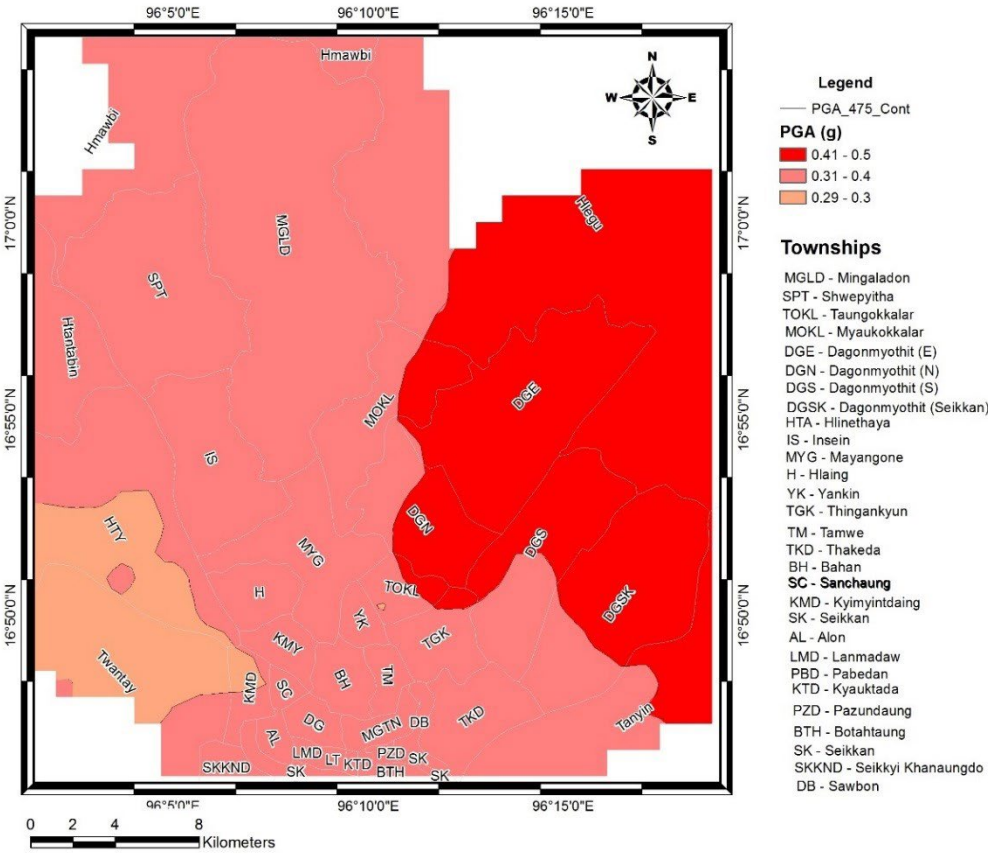 96°5'0"E 96°10'0"E 96°15'0"E
Hmawbi
N
W E
S
Hmawbi
17°0'0"N
17°0'0"N
Hlegu
MGLD
SPT
Htantabin
DGE
MOKL
16°55'0"N
16°55'0"N
IS
DGN
HTY
MYG
DGS
TOKL
H
YK
DGSK
16°50'0"N
16°50'0"N
TGK
KMY
Twantay
BH
TM
KMD
SC
DG
MGTN
DB
TKD
Tanyin
AL
LMD
LT
KTD
PZD
SK
SKKND
SK
BTH
SK
96°5'0"E 96°10'0"E 96°15'0"E
0 2 4 8
Kilometers
Legend
PGA_475_Cont
PGA (g)
0.41 - 0.5
0.31 - 0.4
0.29 - 0.3
Townships
MGLD - Mingaladon
SPT - Shwepyitha
TOKL - Taungokkalar
MOKL - Myaukokkalar
DGE - Dagonmyothit (E)
DGN - Dagonmyothit (N)
DGS - Dagonmyothit (S)
DGSK - Dagonmyothit (Seikkan)
HTA - Hlinethaya
IS - Insein
MYG - Mayangone
H - Hlaing
YK - Yankin
TGK - Thingankyun
TM - Tamwe
TKD - Thakeda
BH - Bahan
SC - Sanchaung
KMD - Kyimyintdaing
SK - Seikkan
AL - Alon
LMD - Lanmadaw
PBD - Pabedan
KTD - Kyauktada
PZD - Pazundaung
BTH - Botahtaung
SK - Seikkan
SKKND - Seikkyi Khanaungdo
DB - Sawbon